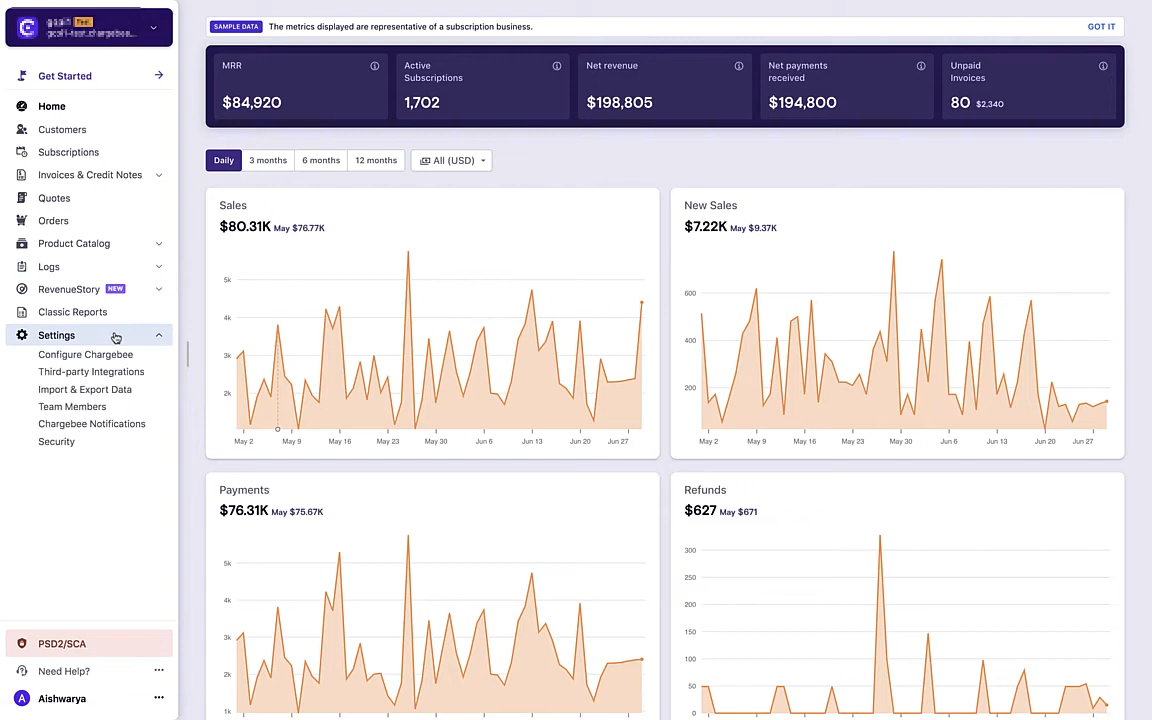 Test
Get Started
Home
Customers
Subscriptions
Invoices & Credit Notes
Quotes
Orders
Product Catalog
Logs
RevenueStory NEW
Classic Reports
Settings
Configure Chargebee
Third-party Integrations
Import & Export Data
Team Members
Chargebee Notifications
Security
PSD2/SCA
Need Help?
A Aishwarya
SAMPLE DATA The metrics displayed are representative of a subscription business. GOT IT
MRR
$84,920
Active
Subscriptions
1,702
Net revenue
$198,805
Net payments
received
$194,800
Unpaid
Invoices
80 $2,340
Daily 3 months 6 months 12 months All (USD)
Sales
$80.31K May $76.77K
5k
4k
3k
2k
May 2 May 9 May 16 May 23 May 30 Jun 6 Jun 13 Jun 20 Jun 27
New Sales
$7.22K May $9.37K
600
400
200
May 2 May 9 May 16 May 23 May 30 Jun 6 Jun 13 Jun 20 Jun 27
Payments
$76.31K May $75.67K
5k
4k
3k
2k
1k
Refunds
$627 May $671
300
250
200
150
100
50
0